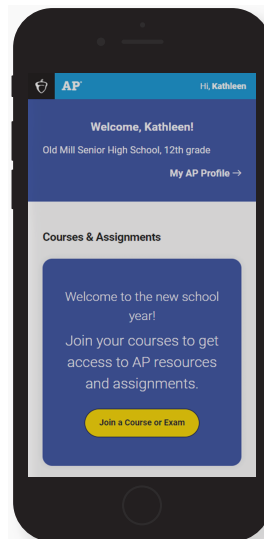 AP
Hi, Kathleen
Welcome, Kathleen!
Old Mill Senior High School, 12th grade
My AP Profile →
Courses & Assignments
Welcome to the new school
year!
Join your courses to get
access to AP resources
and assignments.
Join a Course or Exam